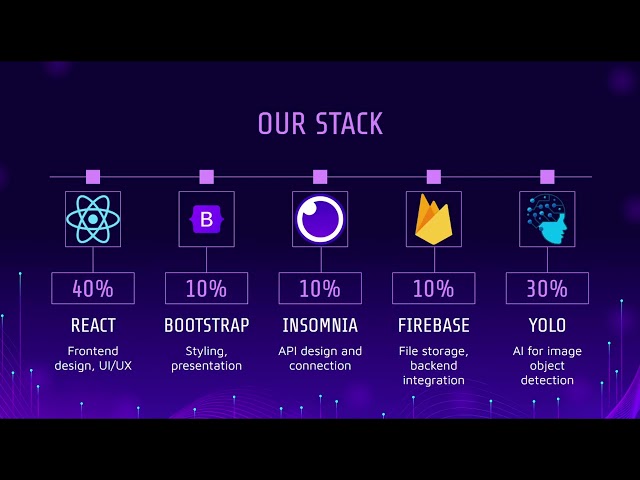 OUR STACK
B
40%
10%
10%
10%
30%
REACT
BOOTSTRAP
INSOMNIA
FIREBASE
YOLO
Frontend
design, UI/UX
Styling,
presentation
API design and
connection
File storage,
backend
integration
AI for image
object
detection